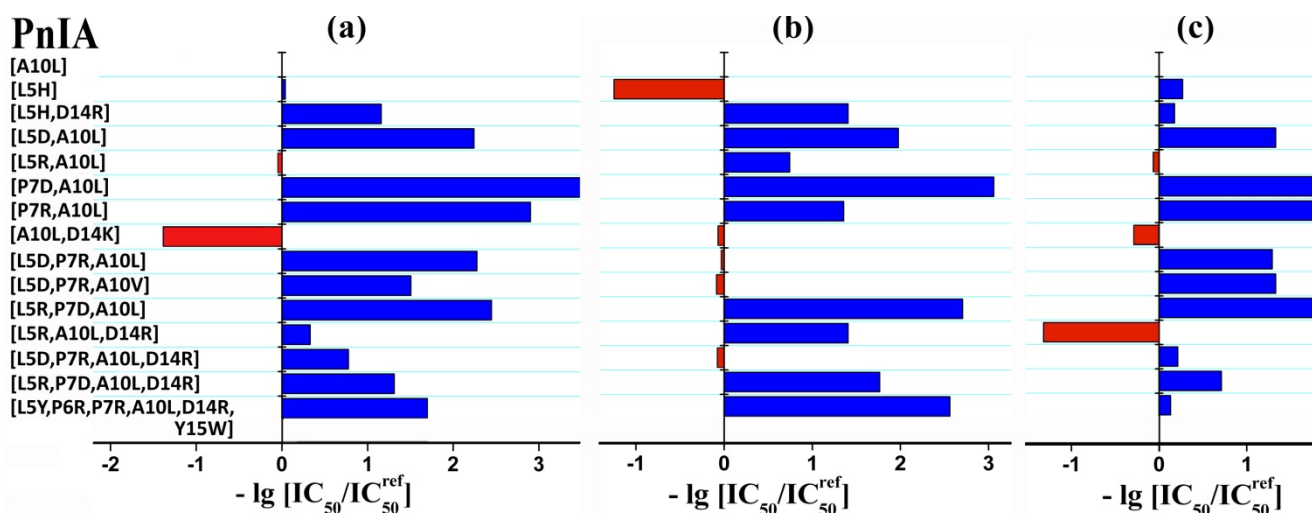 PnIA
(a)
(b)
(c)
[A10L]
[L5H]
[L5H,D14R]
[L5D,A10L]
[L5R,A10L]
[P7D,A10L]
[P7R,A10L]
[A10L,D14K]
[L5D,P7R,A10L]
[L5D,P7R,A10V]
[L5R,P7D,A10L]
[L5R,A10L,D14R]
[L5D,P7R,A10L,D14R]
[L5R,P7D,A10L,D14R]
[L5Y,P6R,P7R,A10L,D14R,
Y15W]
-2 -1 0 1 2 3
-1 0 1 2 3
-1 0 1
- lg [IC50/IC50ref]
- lg [IC50/IC50ref]
- lg [IC50/IC50ref]